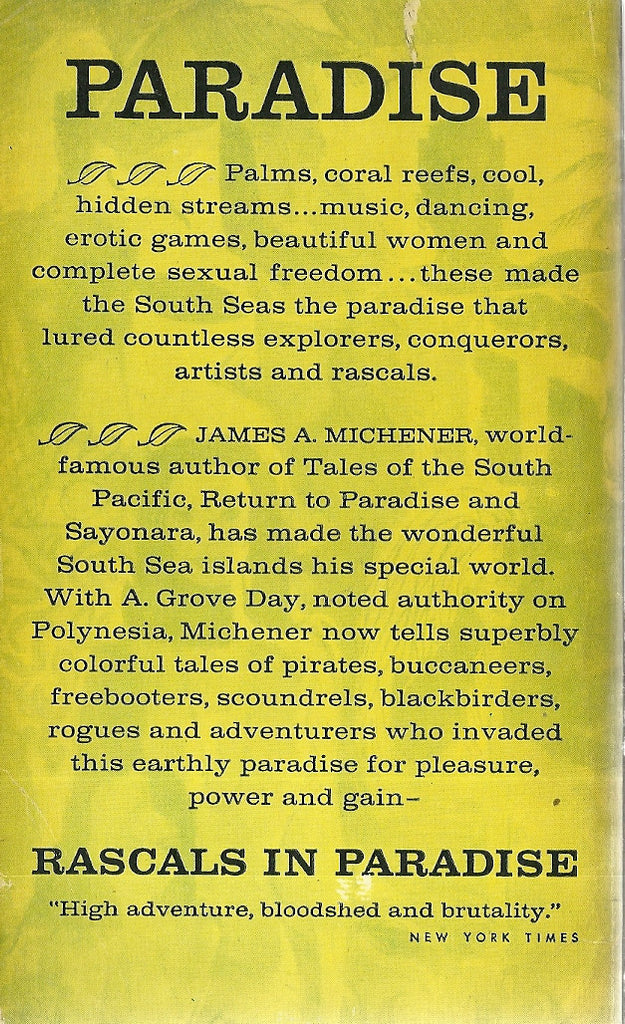 PARADISE
Palms, coral reefs, cool,
hidden streams...music, dancing,
erotic games, beautiful women and
complete sexual freedom...these made
the South Seas the paradise that
lured countless explorers, conquerors,
artists and rascals.
JAMES A. MICHENER, world-
famous author of Tales of the South
Pacific, Return to Paradise and
Sayonara, has made the wonderful
South Sea islands his special world.
With A. Grove Day, noted authority on
Polynesia, Michener now tells superbly
colorful tales of pirates, buccaneers,
freebooters, scoundrels, blackbirders,
rogues and adventurers who invaded
this earthly paradise for pleasure,
power and gain–
RASCALS IN PARADISE
"High adventure, bloodshed and brutality."
NEW YORK TIMES